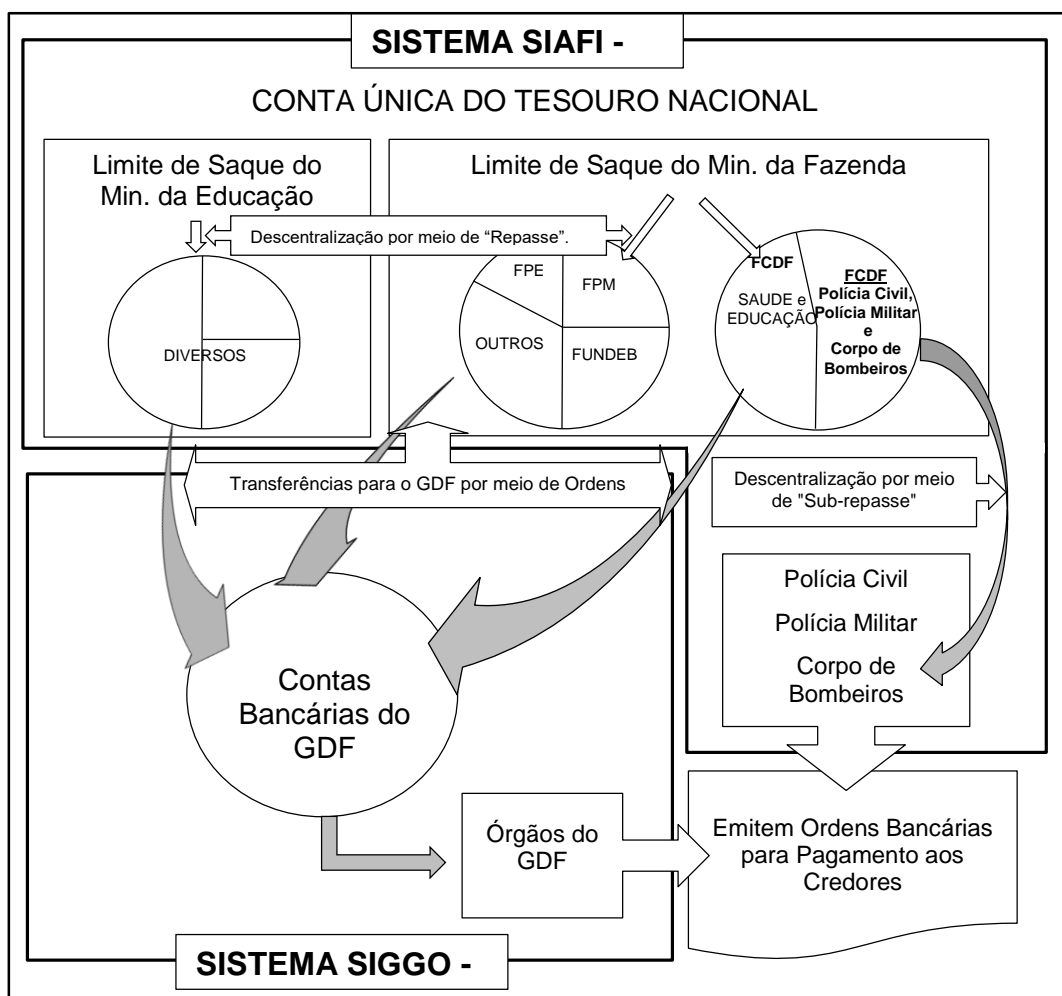 SISTEMA SIAFI -
CONTA ÚNICA DO TESOURO NACIONAL
Limite de Saque do
Min. da Educação
Limite de Saque do Min. da Fazenda
Descentralização por meio de “Repasse”.
DIVERSOS
FPE
FPM
OUTROS
FUNDEB
FCDF
SAUDE e
EDUCAÇÃO
FCDF
Polícia Civil,
Polícia Militar
e
Corpo de
Bombeiros
Transferências para o GDF por meio de Ordens
Descentralização por meio
de "Sub-repasse"
Polícia Civil
Polícia Militar
Corpo de
Bombeiros
Contas
Bancárias do
GDF
Órgãos do
GDF
Emitem Ordens Bancárias
para Pagamento aos
Credores
SISTEMA SIGGO -